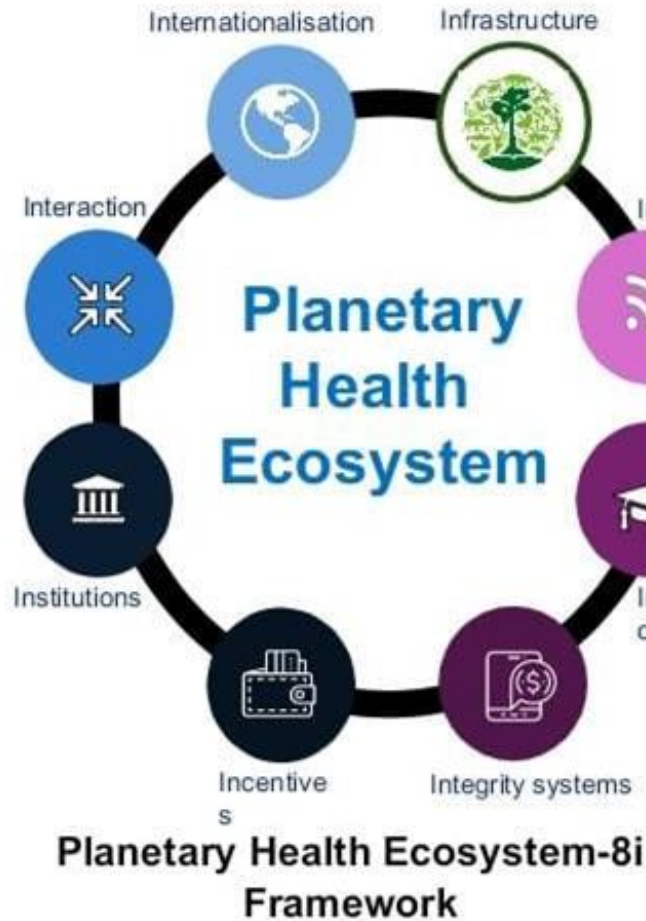 Internationalisation
Infrastructure
Interaction
Planetary
Health
Ecosystem
Institutions
Incentive
s
Integrity systems
Planetary Health Ecosystem-8i
Framework